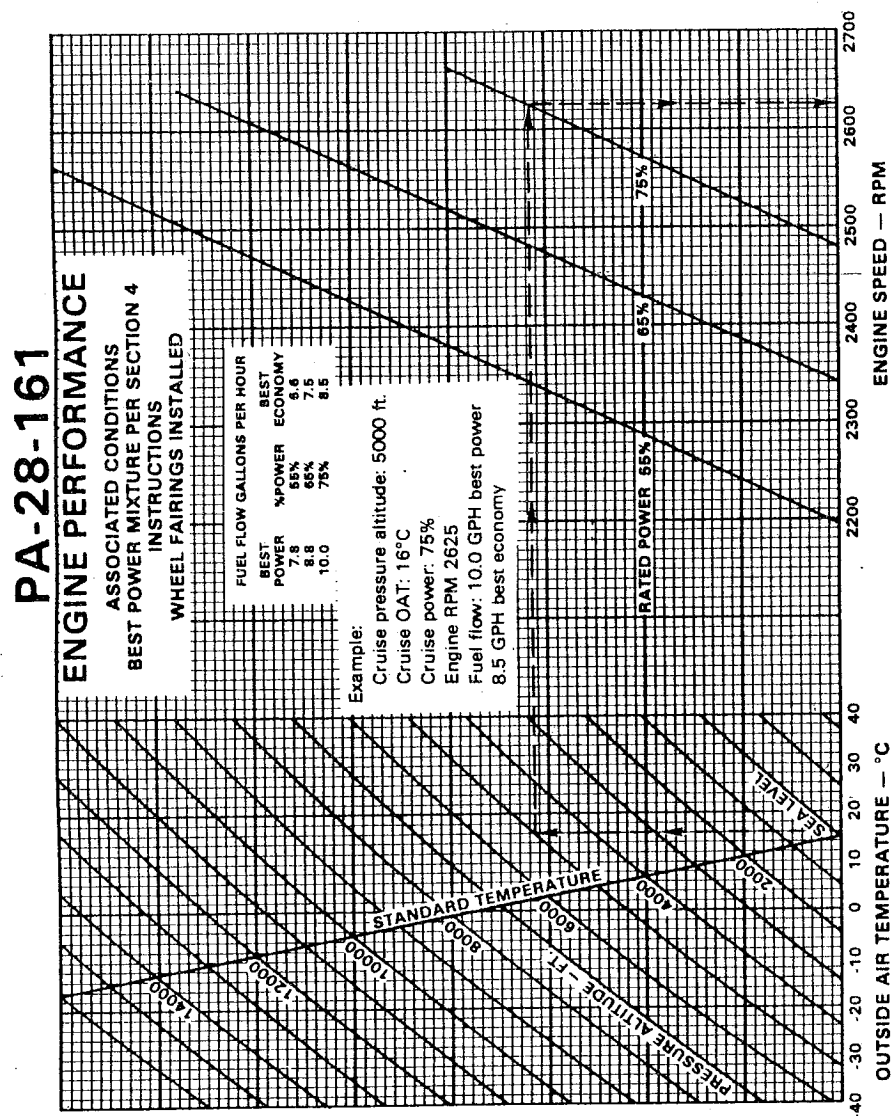 PA-28-161
ENGINE PERFORMANCE
ASSOCIATED CONDITIONS
BEST POWER MIXTURE PER SECTION 4
INSTRUCTIONS
WHEEL FAIRINGS INSTALLED
FUEL FLOW GALLONS PER HOUR
BEST POWER %POWER BEST ECONOMY
7.8 55% 6.6
8.8 65% 7.5
10.0 75% 8.5
Example:
Cruise pressure altitude: 5000 ft.
Cruise OAT: 16°C
Cruise power: 75%
Engine RPM 2625
Fuel flow: 10.0 GPH best power
8.5 GPH best economy
14000
12000
10000
8000
6000
4000
2000
SEA LEVEL
STANDARD TEMPERATURE
PRESSURE ALTITUDE — FT.
RATED POWER 55%
65%
75%
-40 -30 -20 -10 0 10 20 30 40
OUTSIDE AIR TEMPERATURE — °C
2200 2300 2400 2500 2600 2700
ENGINE SPEED — RPM